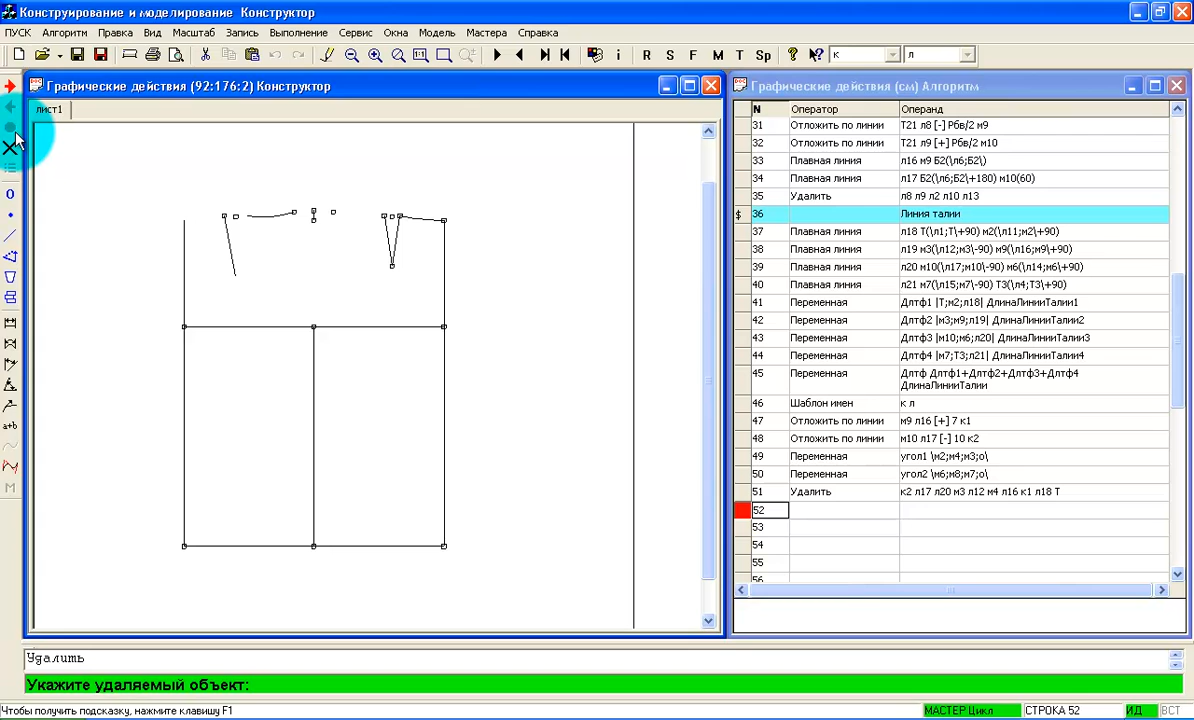 Конструирование и моделирование Конструктор
ПУСК Алгоритм Правка Вид Масштаб Запись Выполнение Сервис Окна Модель Мастера Справка
R S F M T Sp к л
Графические действия (92:176:2) Конструктор
лист1
Графические действия (см) Алгоритм
N Оператор Операнд
31 Отложить по линии Т21 л8 [-] Рбв/2 м9
32 Отложить по линии Т21 л9 [+] Рбв/2 м10
33 Плавная линия л16 м9 Б2(\л6;Б2\)
34 Плавная линия л17 Б2(\л6;Б2\+180) м10(60)
35 Удалить л8 л9 л2 л10 л13
$ 36 Линия талии
37 Плавная линия л18 Т(\л1;Т\+90) м2(\л11;м2\+90)
38 Плавная линия л19 м3(\л12;м3\-90) м9(\л16;м9\+90)
39 Плавная линия л20 м10(\л17;м10\-90) м6(\л14;м6\+90)
40 Плавная линия л21 м7(\л15;м7\-90) Т3(\л4;Т3\+90)
41 Переменная Длтф1 |Т;м2;л18| ДлинаЛинииТалии1
42 Переменная Длтф2 |м3;м9;л19| ДлинаЛинииТалии2
43 Переменная Длтф3 |м10;м6;л20| ДлинаЛинииТалии3
44 Переменная Длтф4 |м7;Т3;л21| ДлинаЛинииТалии4
45 Переменная Длтф Длтф1+Длтф2+Длтф3+Длтф4
ДлинаЛинииТалии
46 Шаблон имен к л
47 Отложить по линии м9 л16 [+] 7 к1
48 Отложить по линии м10 л17 [-] 10 к2
49 Переменная угол1 \м2;м4;м3;о\
50 Переменная угол2 \м6;м8;м7;о\
51 Удалить к2 л17 л20 м3 л12 м4 л16 к1 л18 Т
52
53
54
55
56
a+b
M
Удалить
Укажите удаляемый объект:
Чтобы получить подсказку, нажмите клавишу F1
МАСТЕР Цикл СТРОКА 52 ИД ВСТ